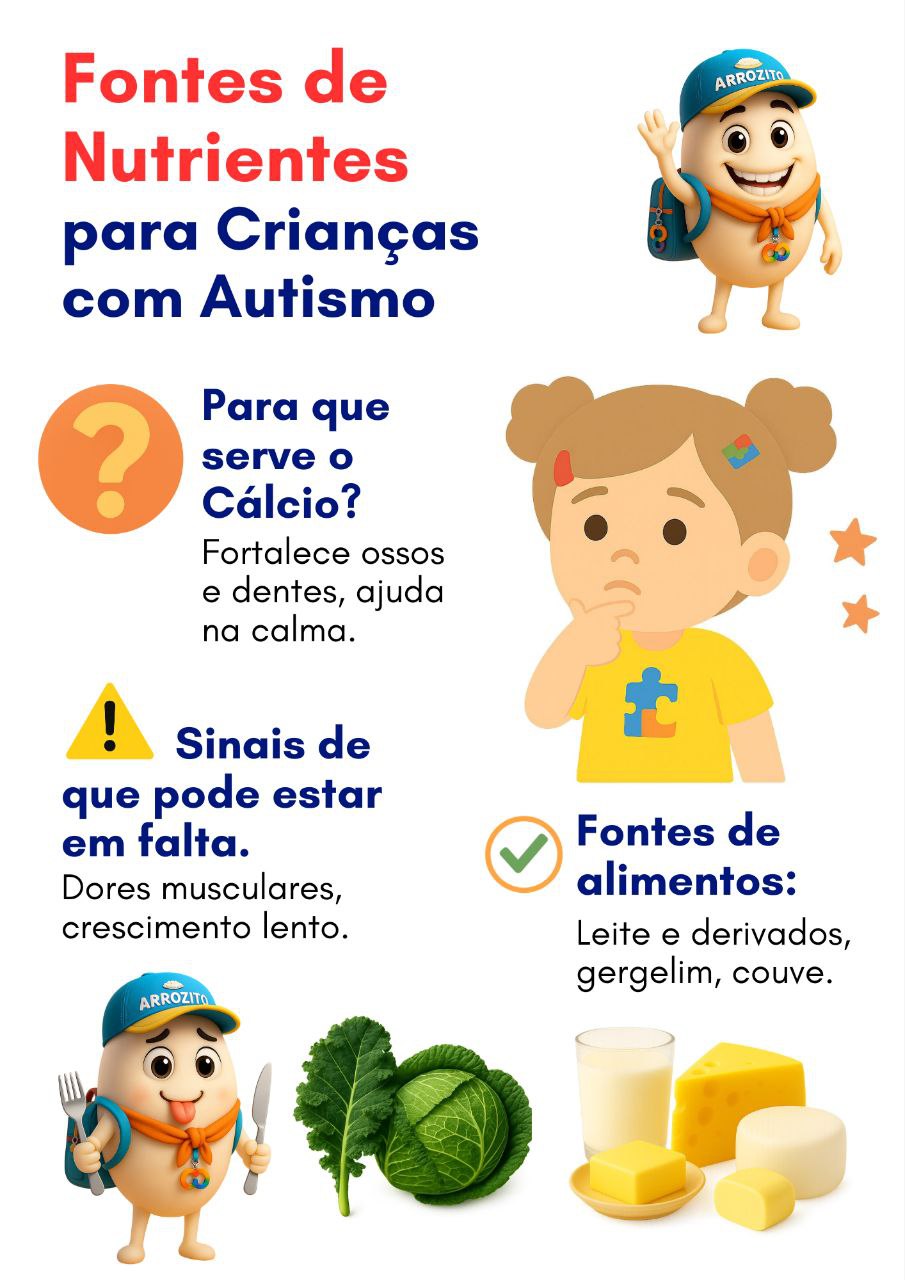 Fontes de
Nutrientes
para Crianças
com Autismo
ARROZITO
Para que
serve o
Cálcio?
Fortalece ossos
e dentes, ajuda
na calma.
Sinais de
que pode estar
em falta.
Dores musculares,
crescimento lento.
Fontes de
alimentos:
Leite e derivados,
gergelim, couve.
ARROZITO